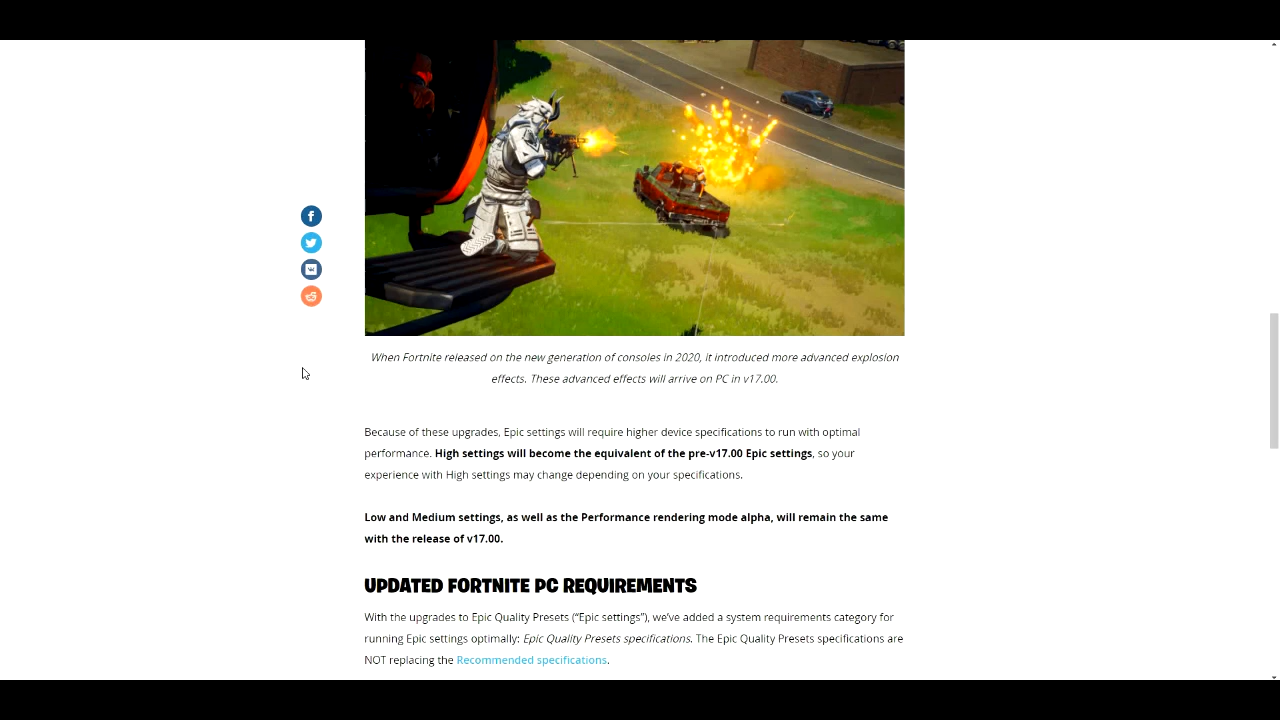 When Fortnite released on the new generation of consoles in 2020, it introduced more advanced explosion
effects. These advanced effects will arrive on PC in v17.00.
Because of these upgrades, Epic settings will require higher device specifications to run with optimal
performance. High settings will become the equivalent of the pre-v17.00 Epic settings, so your
experience with High settings may change depending on your specifications.
Low and Medium settings, as well as the Performance rendering mode alpha, will remain the same
with the release of v17.00.
UPDATED FORTNITE PC REQUIREMENTS
With the upgrades to Epic Quality Presets (“Epic settings”), we’ve added a system requirements category for
running Epic settings optimally: Epic Quality Presets specifications. The Epic Quality Presets specifications are
NOT replacing the Recommended specifications.